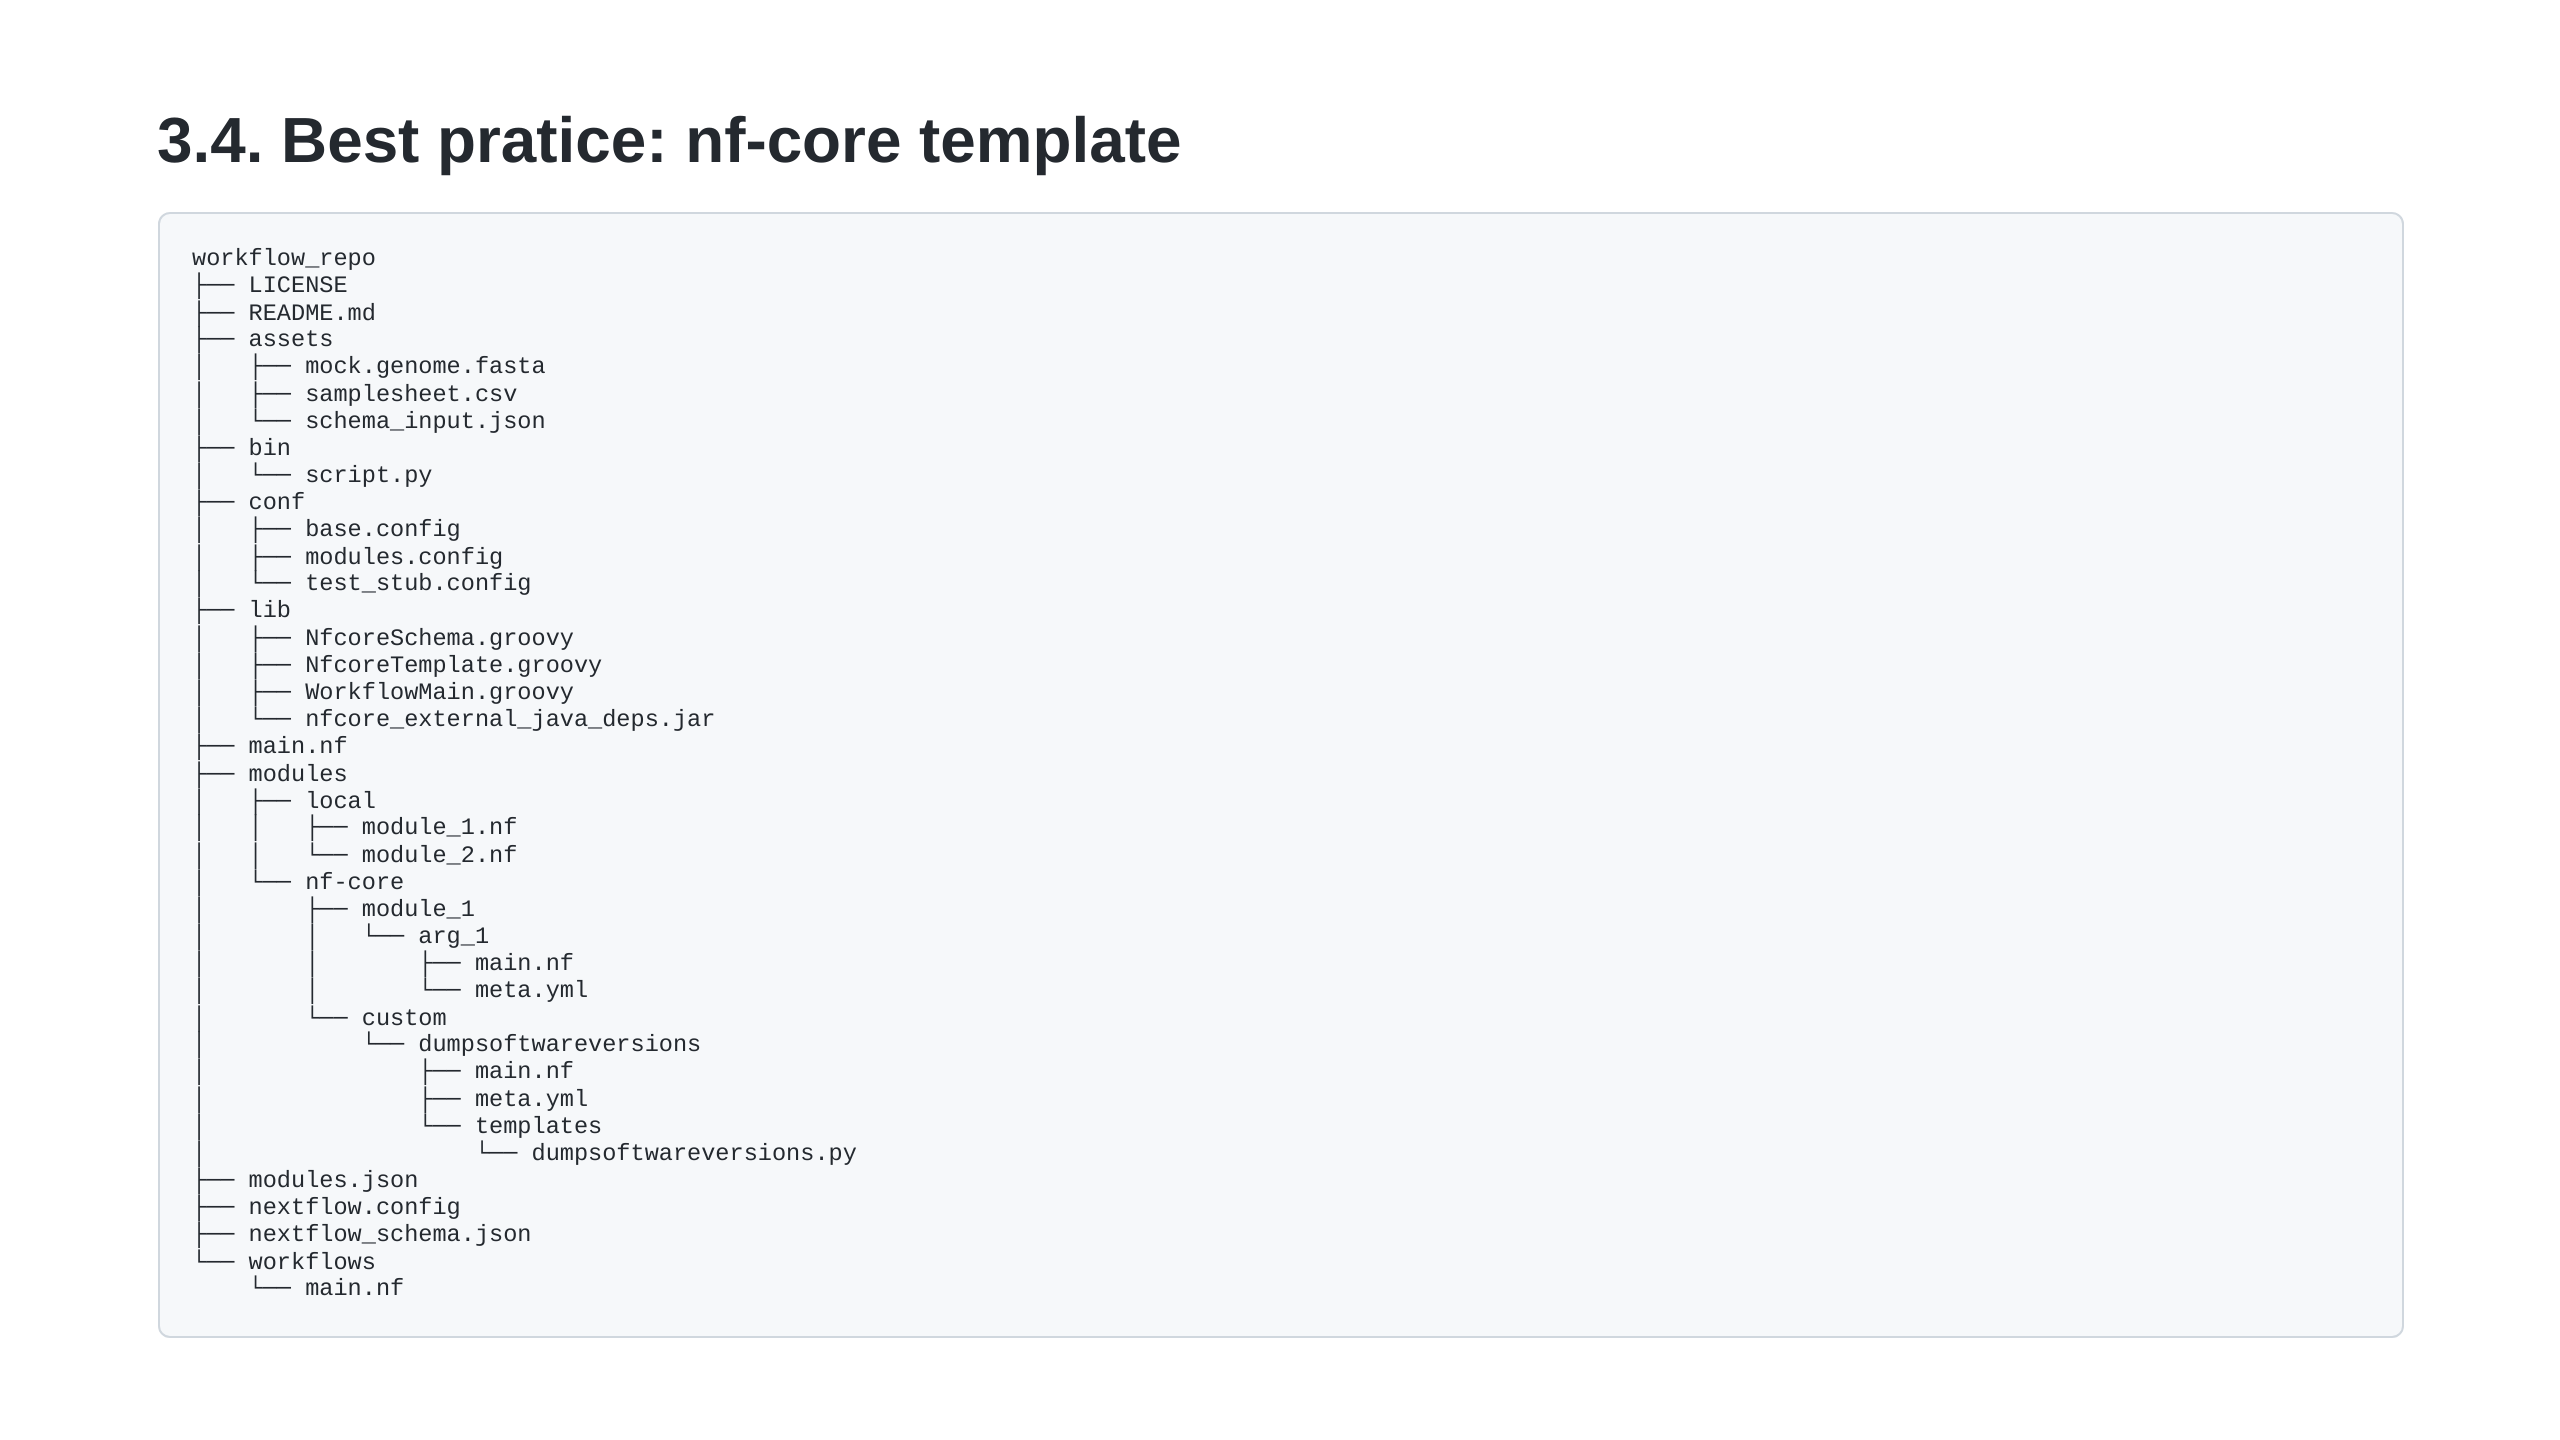 3.4. Best pratice: nf-core template
workflow_repo
├── LICENSE
├── README.md
├── assets
│   ├── mock.genome.fasta
│   ├── samplesheet.csv
│   └── schema_input.json
├── bin
│   └── script.py
├── conf
│   ├── base.config
│   ├── modules.config
│   └── test_stub.config
├── lib
│   ├── NfcoreSchema.groovy
│   ├── NfcoreTemplate.groovy
│   ├── WorkflowMain.groovy
│   └── nfcore_external_java_deps.jar
├── main.nf
├── modules
│   ├── local
│   │   ├── module_1.nf
│   │   └── module_2.nf
│   └── nf-core
│       ├── module_1
│       │   └── arg_1
│       │       ├── main.nf
│       │       └── meta.yml
│       └── custom
│           └── dumpsoftwareversions
│               ├── main.nf
│               ├── meta.yml
│               └── templates
│                   └── dumpsoftwareversions.py
├── modules.json
├── nextflow.config
├── nextflow_schema.json
└── workflows
    └── main.nf